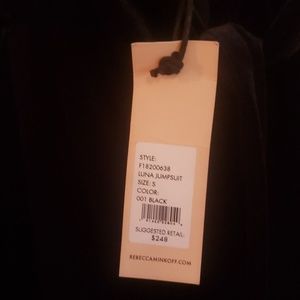 STYLE:
F18200638
LUNA JUMPSUIT
SIZE: S
COLOR:
001 BLACK
SUGGESTED RETAIL:
$248
REBECCAMINKOFF.COM